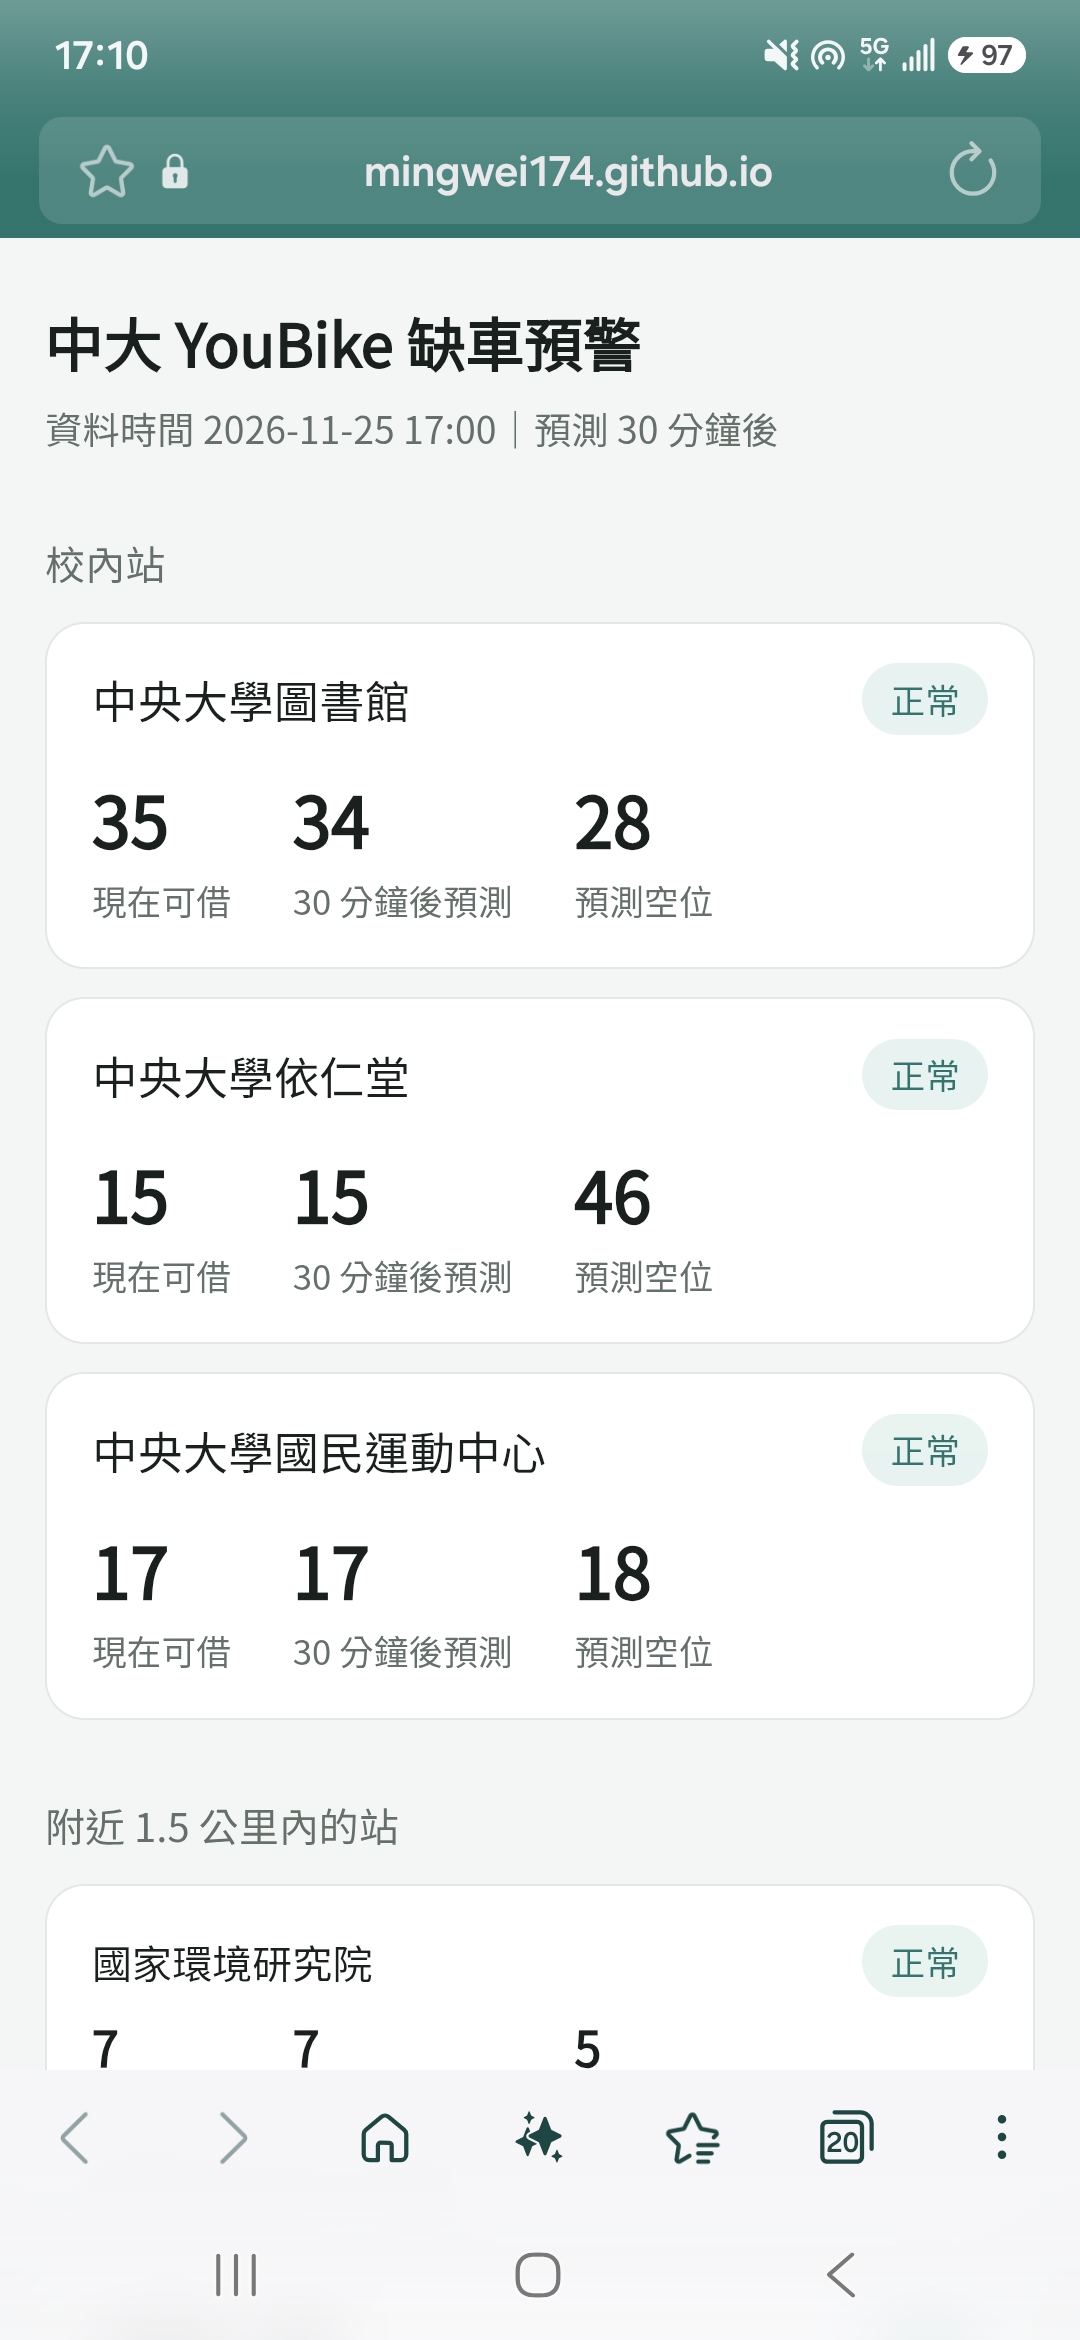 17:10
5G
97
mingwei174.github.io
中大 YouBike 缺車預警
資料時間 2026-11-25 17:00｜預測 30 分鐘後
校內站
中央大學圖書館
正常
35 34 28
現在可借 30 分鐘後預測 預測空位
中央大學依仁堂
正常
15 15 46
現在可借 30 分鐘後預測 預測空位
中央大學國民運動中心
正常
17 17 18
現在可借 30 分鐘後預測 預測空位
附近 1.5 公里內的站
國家環境研究院
正常
7 7 5
20